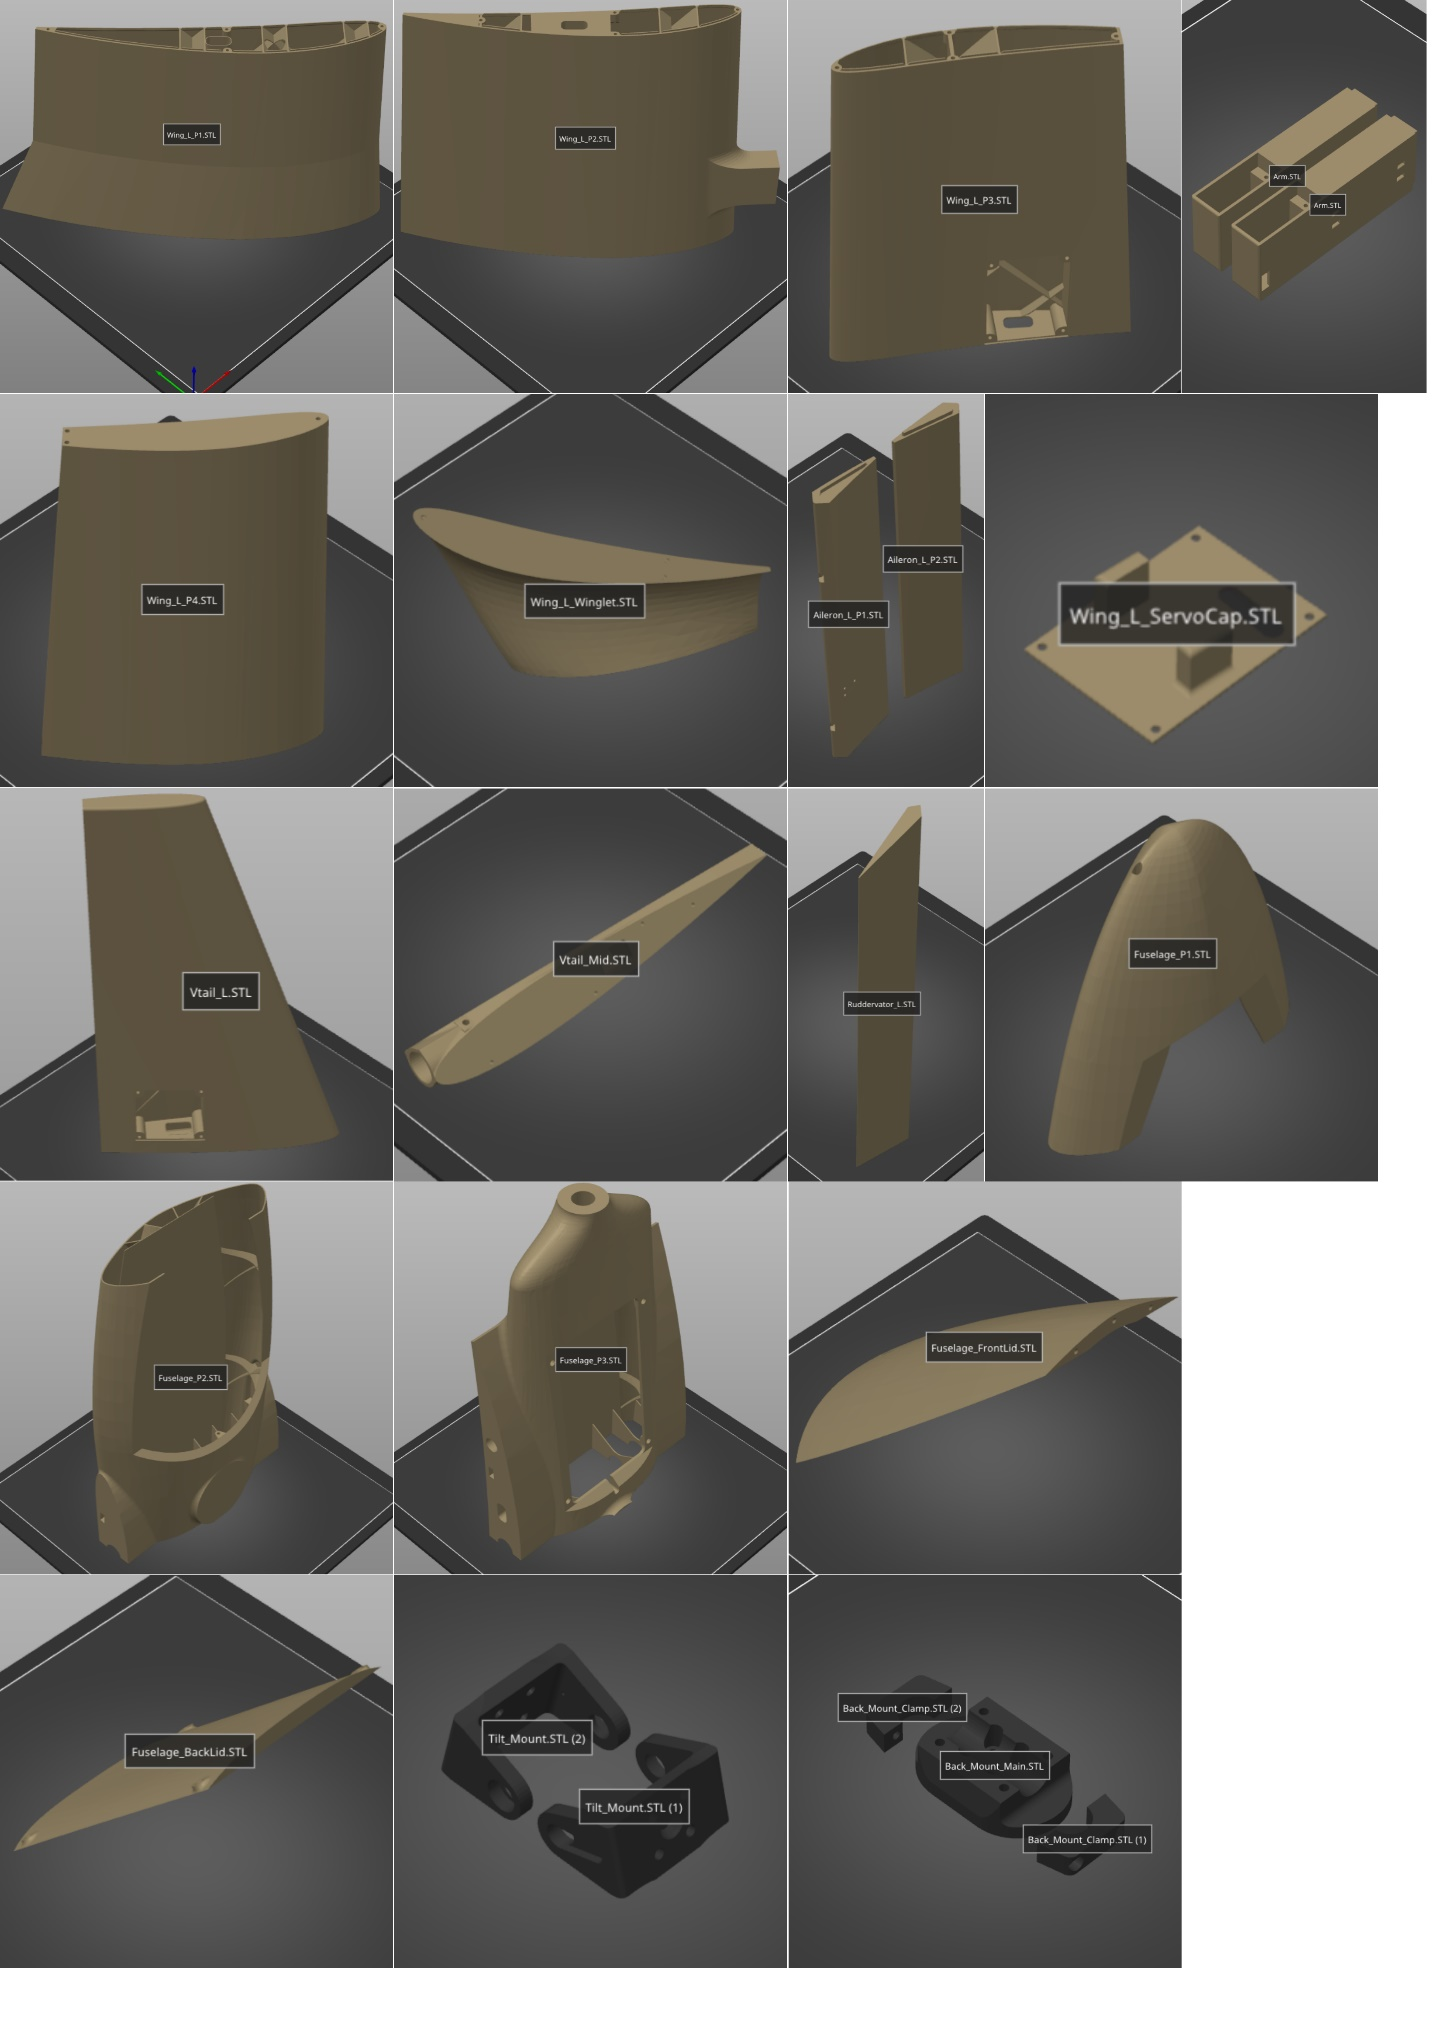 Wing_L_P1.STL
Wing_L_P2.STL
Wing_L_P3.STL
Arm.STL
Arm.STL
Wing_L_P4.STL
Wing_L_Winglet.STL
Aileron_L_P2.STL
Aileron_L_P1.STL
Wing_L_ServoCap.STL
Vtail_L.STL
Vtail_Mid.STL
Ruddervator_L.STL
Fuselage_P1.STL
Fuselage_P2.STL
Fuselage_P3.STL
Fuselage_FrontLid.STL
Fuselage_BackLid.STL
Tilt_Mount.STL (2)
Tilt_Mount.STL (1)
Back_Mount_Clamp.STL (2)
Back_Mount_Main.STL
Back_Mount_Clamp.STL (1)